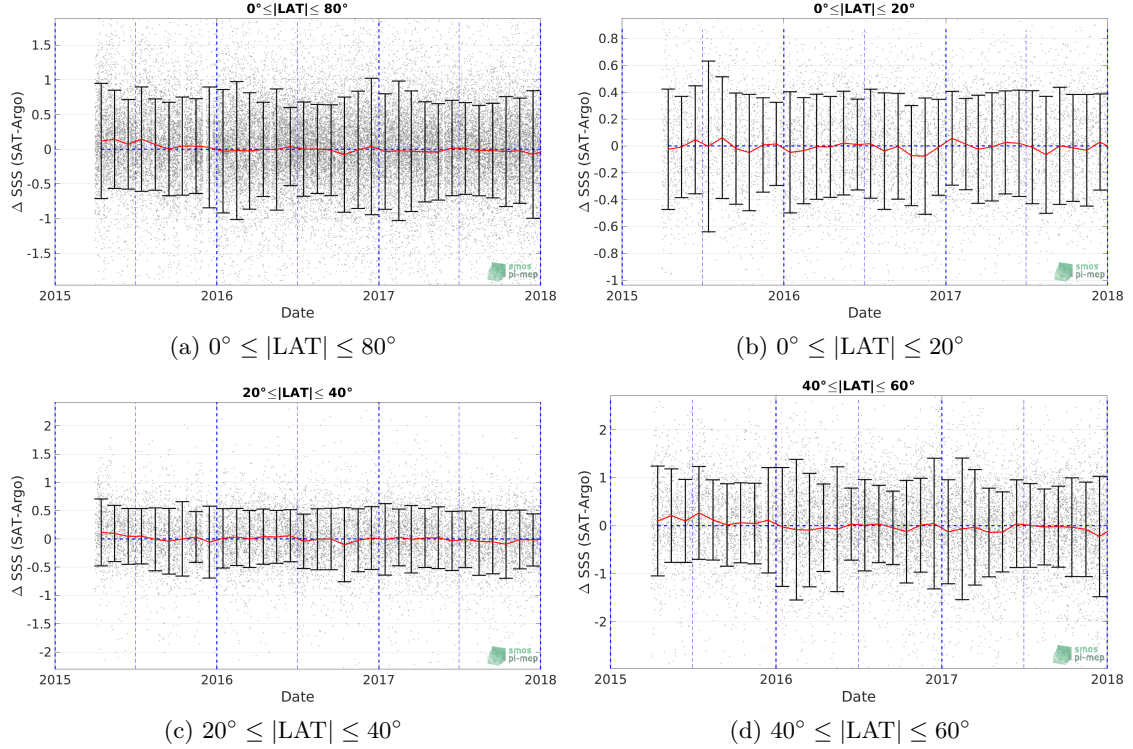 0°≤|LAT|≤ 80°
Δ SSS (SAT-Argo)
1.5
1
0.5
0
-0.5
-1
-1.5
2015
2016
2017
2018
Date
smos
pi-mep
(a) 0° ≤ |LAT| ≤ 80°
0°≤|LAT|≤ 20°
Δ SSS (SAT-Argo)
0.8
0.6
0.4
0.2
0
-0.2
-0.4
-0.6
-0.8
-1
2015
2016
2017
2018
Date
smos
pi-mep
(b) 0° ≤ |LAT| ≤ 20°
20°≤|LAT|≤ 40°
Δ SSS (SAT-Argo)
2
1.5
1
0.5
0
-0.5
-1
-1.5
-2
2015
2016
2017
2018
Date
smos
pi-mep
(c) 20° ≤ |LAT| ≤ 40°
40°≤|LAT|≤ 60°
Δ SSS (SAT-Argo)
2
1
0
-1
-2
2015
2016
2017
2018
Date
smos
pi-mep
(d) 40° ≤ |LAT| ≤ 60°